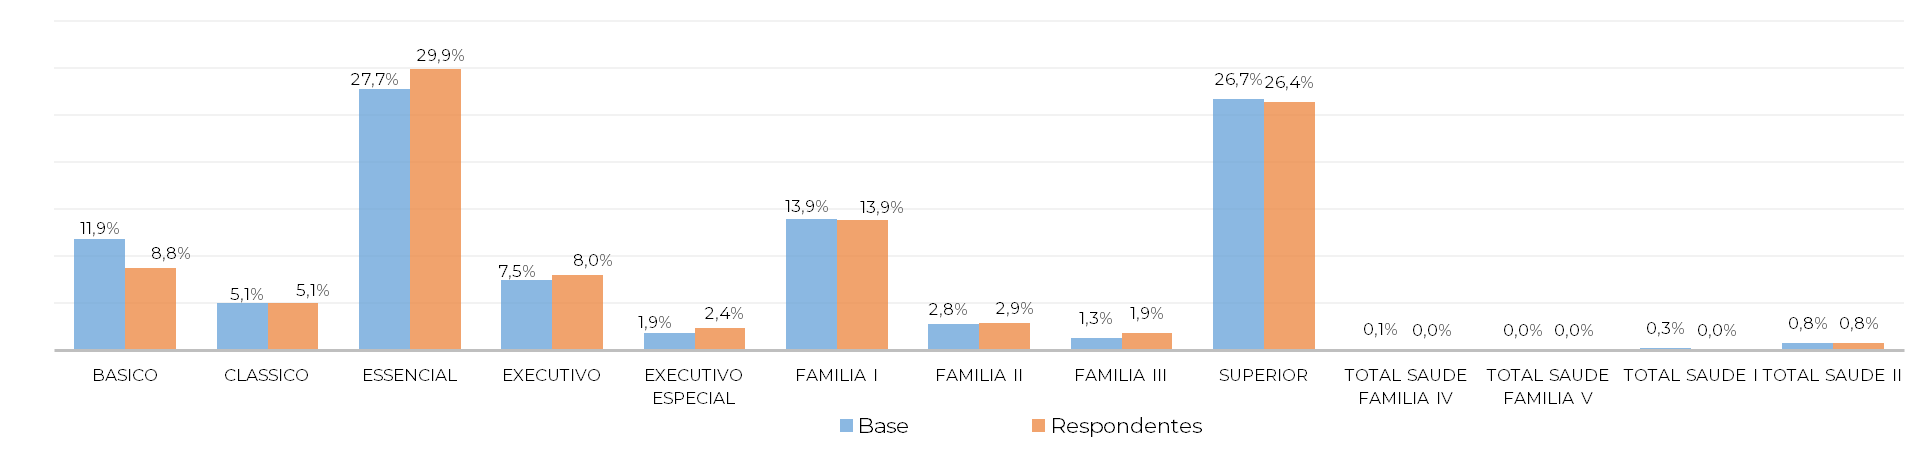 29,9%
27,7%
26,7% 26,4%
13,9% 13,9%
11,9%
8,8%
8,0%
7,5%
5,1% 5,1%
2,8% 2,9%
2,4%
1,9%
1,3% 1,9%
0,1% 0,0%
0,0% 0,0%
0,3% 0,0%
0,8% 0,8%
BASICO
CLASSICO
ESSENCIAL
EXECUTIVO
EXECUTIVO
ESPECIAL
FAMILIA I
FAMILIA II
FAMILIA III
SUPERIOR
TOTAL SAUDE
FAMILIA IV
TOTAL SAUDE
FAMILIA V
TOTAL SAUDE I
TOTAL SAUDE II
Base
Respondentes